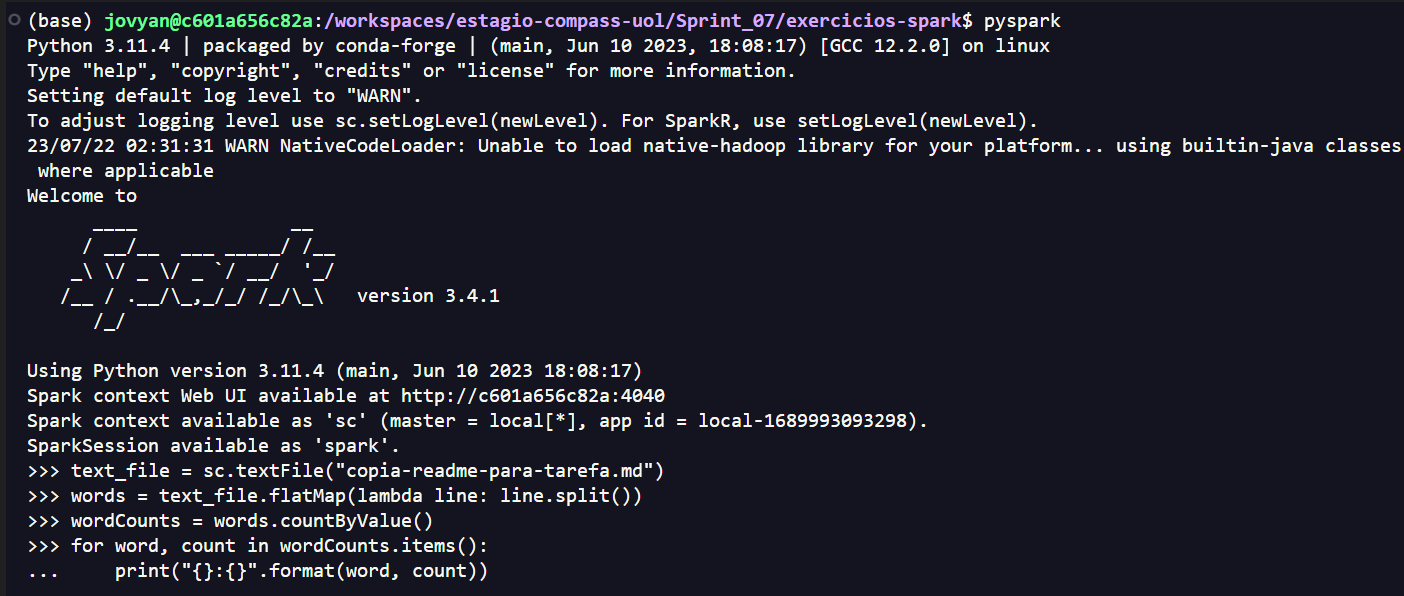 (base) jovyan@c601a656c82a:/workspaces/estagio-compass-uol/Sprint_07/exercicios-spark$ pyspark
Python 3.11.4 | packaged by conda-forge | (main, Jun 10 2023, 18:08:17) [GCC 12.2.0] on linux
Type "help", "copyright", "credits" or "license" for more information.
Setting default log level to "WARN".
To adjust logging level use sc.setLogLevel(newLevel). For SparkR, use setLogLevel(newLevel).
23/07/22 02:31:31 WARN NativeCodeLoader: Unable to load native-hadoop library for your platform... using builtin-java classes
 where applicable
Welcome to
      ____              __
     / __/__  ___ _____/ /__
    _\ \/ _ \/ _ `/ __/  '_/
   /__ / .__/\_,_/_/ /_/\_\   version 3.4.1
      /_/
Using Python version 3.11.4 (main, Jun 10 2023 18:08:17)
Spark context Web UI available at http://c601a656c82a:4040
Spark context available as 'sc' (master = local[*], app id = local-1689993093298).
SparkSession available as 'spark'.
>>> text_file = sc.textFile("copia-readme-para-tarefa.md")
>>> words = text_file.flatMap(lambda line: line.split())
>>> wordCounts = words.countByValue()
>>> for word, count in wordCounts.items():
...     print("{}:{}".format(word, count))